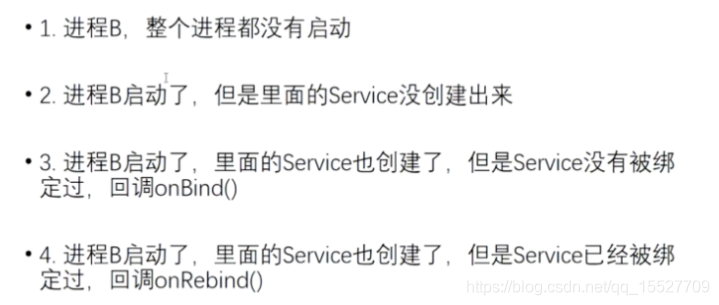 • 1. 进程B，整个进程都没有启动
• 2. 进程B启动了，但是里面的Service没创建出来
• 3. 进程B启动了，里面的Service也创建了，但是Service没有被绑
定过，回调onBind()
• 4. 进程B启动了，里面的Service也创建了，但是Service已经被绑
定过，回调onRebind()
https://blog.csdn.net/qq_15527709